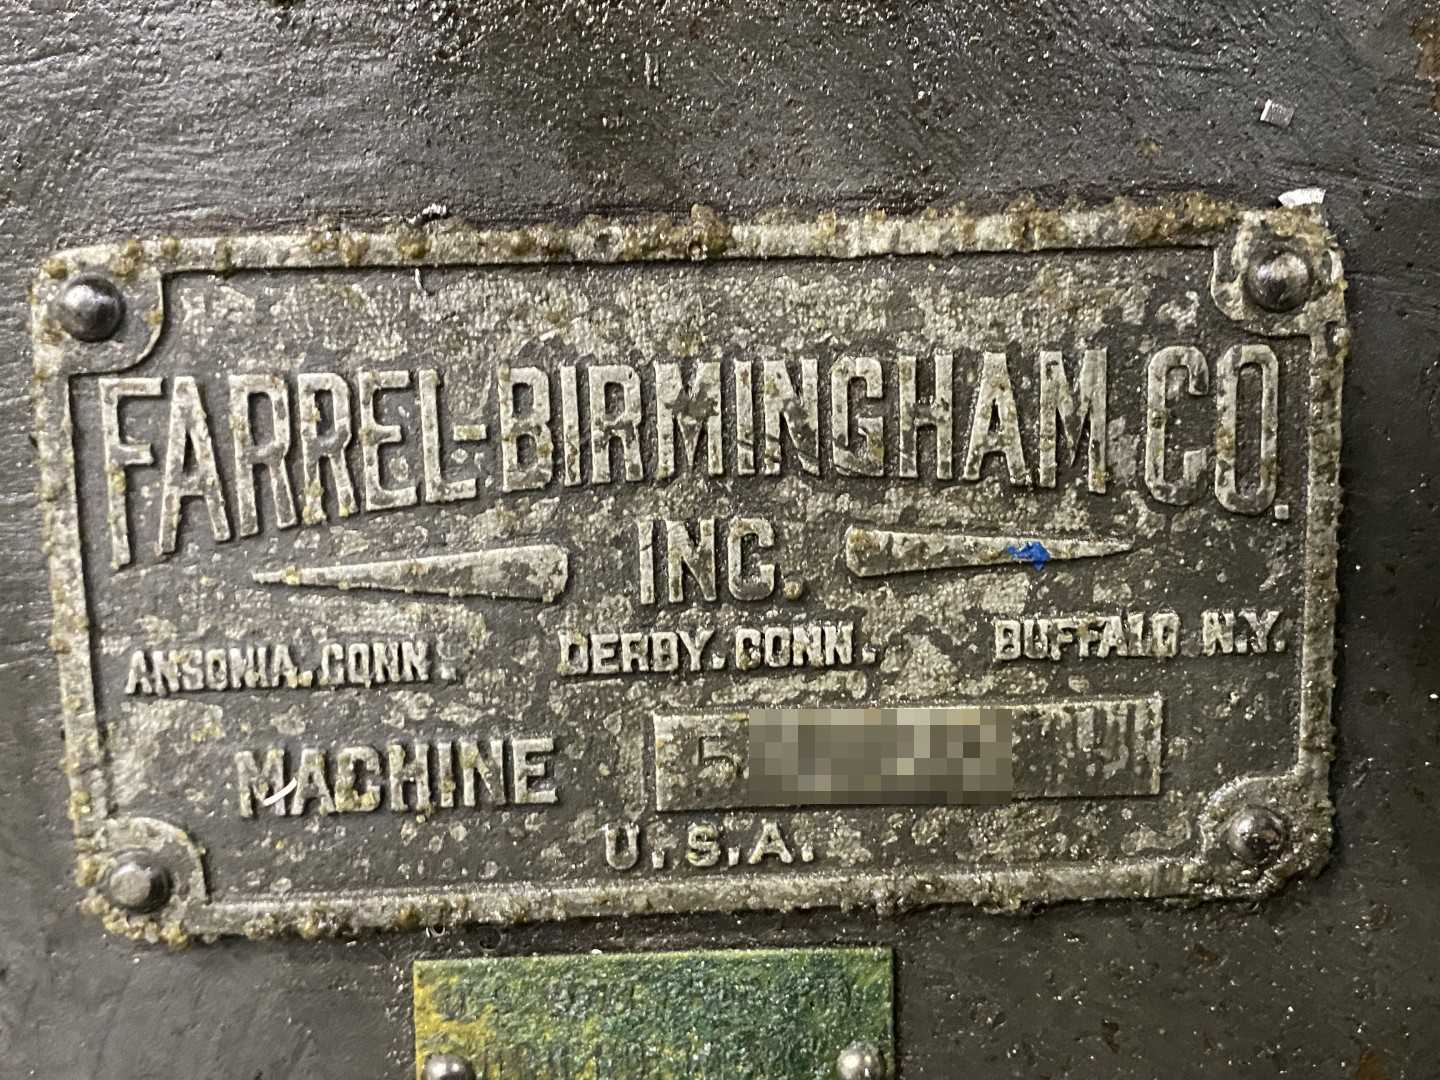 FARREL-BIRMINGHAM CO.
INC.
ANSONIA.CONN. DERBY.CONN. BUFFALO N.Y.
MACHINE
U.S.A.